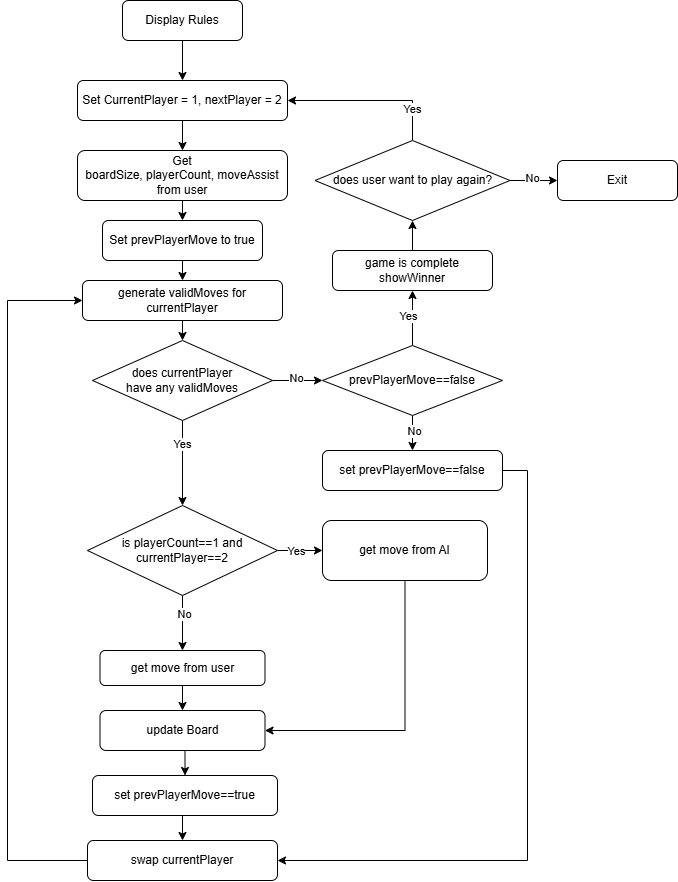 Display Rules
Set CurrentPlayer = 1, nextPlayer = 2
Yes
Get
boardSize, playerCount, moveAssist
from user
does user want to play again?
No
Exit
Set prevPlayerMove to true
game is complete
showWinner
generate validMoves for
currentPlayer
Yes
does currentPlayer
have any validMoves
No
prevPlayerMove==false
No
Yes
set prevPlayerMove==false
is playerCount==1 and
currentPlayer==2
Yes
get move from AI
No
get move from user
update Board
set prevPlayerMove==true
swap currentPlayer